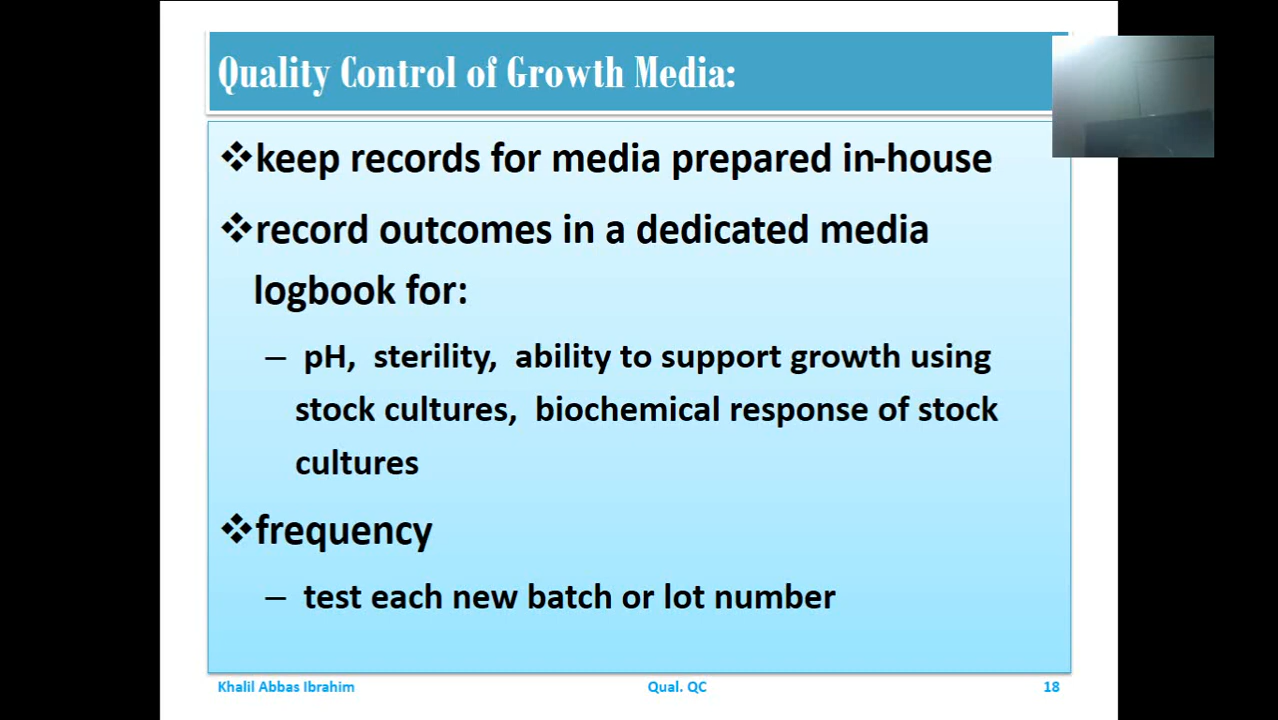 Quality Control of Growth Media:
❖keep records for media prepared in-house
❖record outcomes in a dedicated media
logbook for:
– pH, sterility, ability to support growth using
stock cultures, biochemical response of stock
cultures
❖frequency
– test each new batch or lot number
Khalil Abbas Ibrahim Qual. QC 18